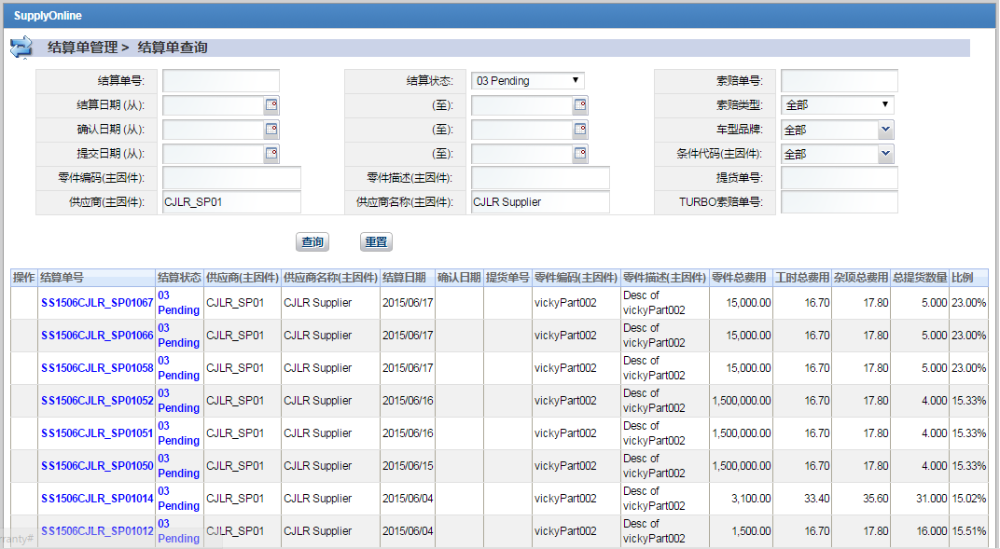 SupplyOnline
结算单管理 > 结算单查询
结算单号: 结算状态: 03 Pending 索赔单号:
结算日期 (从): (至): 索赔类型: 全部
确认日期 (从): (至): 车型品牌: 全部
提交日期 (从): (至): 条件代码(主因件): 全部
零件编码(主因件): 零件描述(主因件): 提货单号:
供应商(主因件): CJLR_SP01 供应商名称(主因件): CJLR Supplier TURBO索赔单号:
查询 重置
操作 结算单号 结算状态 供应商(主因件) 供应商名称(主因件) 结算日期 确认日期 提货单号 零件编码(主因件) 零件描述(主因件) 零件总费用 工时总费用 杂项总费用 总提货数量 比例
SS1506CJLR_SP01067 03 Pending CJLR_SP01 CJLR Supplier 2015/06/17 vickyPart002 Desc of vickyPart002 15,000.00 16.70 17.80 5.000 23.00%
SS1506CJLR_SP01066 03 Pending CJLR_SP01 CJLR Supplier 2015/06/17 vickyPart002 Desc of vickyPart002 15,000.00 16.70 17.80 5.000 23.00%
SS1506CJLR_SP01058 03 Pending CJLR_SP01 CJLR Supplier 2015/06/17 vickyPart002 Desc of vickyPart002 15,000.00 16.70 17.80 5.000 23.00%
SS1506CJLR_SP01052 03 Pending CJLR_SP01 CJLR Supplier 2015/06/16 vickyPart002 Desc of vickyPart002 1,500,000.00 16.70 17.80 4.000 15.33%
SS1506CJLR_SP01051 03 Pending CJLR_SP01 CJLR Supplier 2015/06/16 vickyPart002 Desc of vickyPart002 1,500,000.00 16.70 17.80 4.000 15.33%
SS1506CJLR_SP01050 03 Pending CJLR_SP01 CJLR Supplier 2015/06/15 vickyPart002 Desc of vickyPart002 1,500,000.00 16.70 17.80 4.000 15.33%
SS1506CJLR_SP01014 03 Pending CJLR_SP01 CJLR Supplier 2015/06/04 vickyPart002 Desc of vickyPart002 3,100.00 33.40 35.60 31.000 15.02%
SS1506CJLR_SP01012 03 Pending CJLR_SP01 CJLR Supplier 2015/06/04 vickyPart002 Desc of vickyPart002 1,500.00 16.70 17.80 16.000 15.51%
rranty#